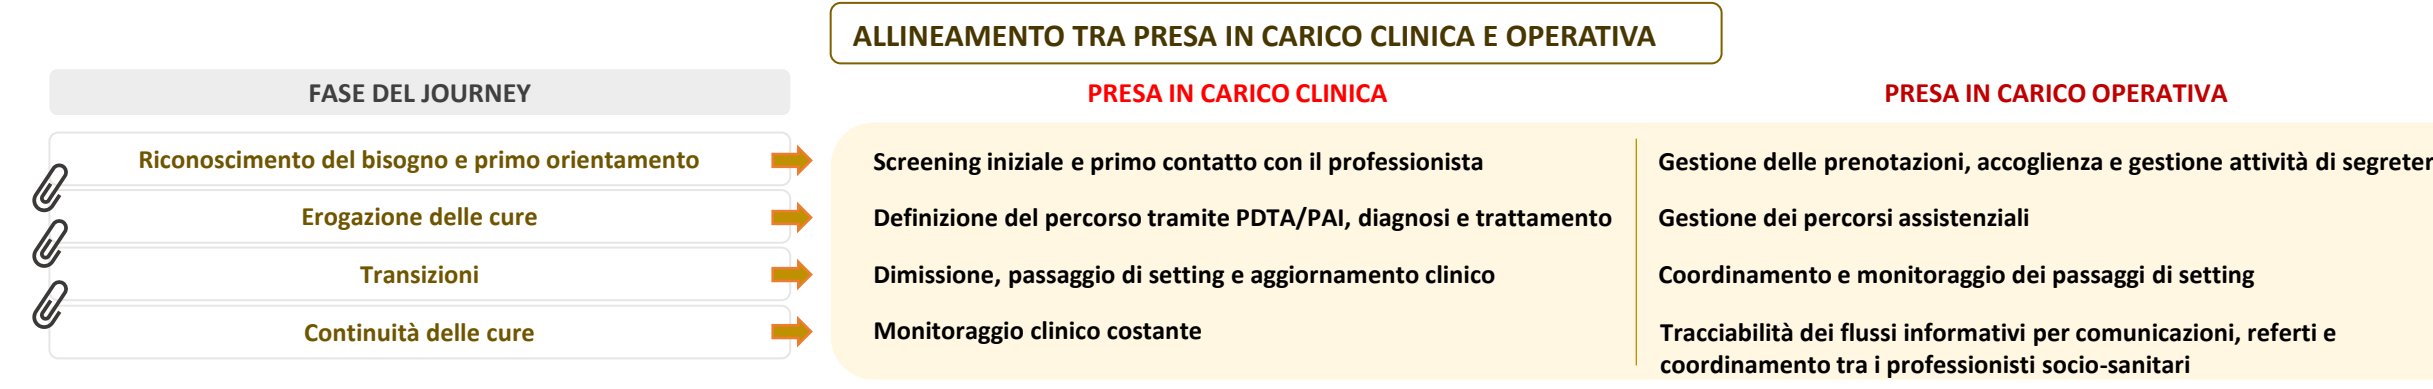 ALLINEAMENTO TRA PRESA IN CARICO CLINICA E OPERATIVA
FASE DEL JOURNEY
PRESA IN CARICO CLINICA
PRESA IN CARICO OPERATIVA
Riconoscimento del bisogno e primo orientamento
Screening iniziale e primo contatto con il professionista
Gestione delle prenotazioni, accoglienza e gestione attività di segreter
Erogazione delle cure
Definizione del percorso tramite PDTA/PAI, diagnosi e trattamento
Gestione dei percorsi assistenziali
Transizioni
Dimissione, passaggio di setting e aggiornamento clinico
Coordinamento e monitoraggio dei passaggi di setting
Continuità delle cure
Monitoraggio clinico costante
Tracciabilità dei flussi informativi per comunicazioni, referti e
coordinamento tra i professionisti socio-sanitari